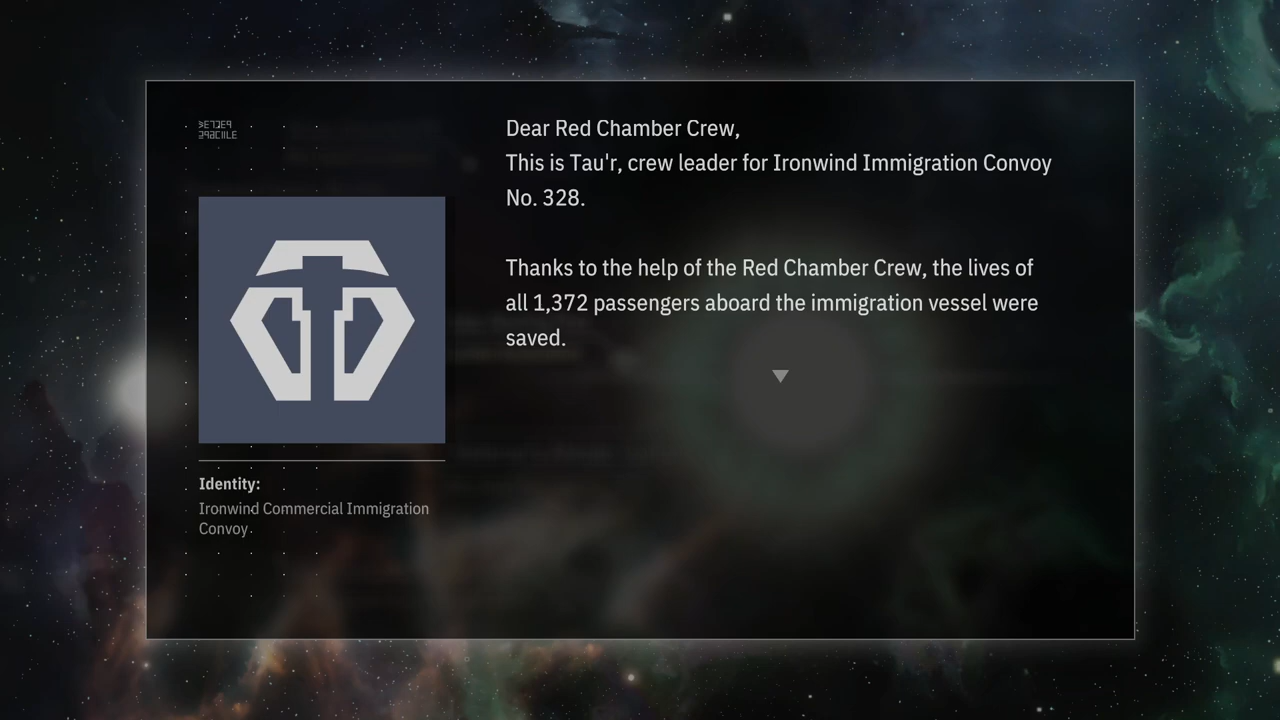 Dear Red Chamber Crew,
This is Tau'r, crew leader for Ironwind Immigration Convoy
No. 328.
Thanks to the help of the Red Chamber Crew, the lives of
all 1,372 passengers aboard the immigration vessel were
saved.
Identity:
Ironwind Commercial Immigration
Convoy